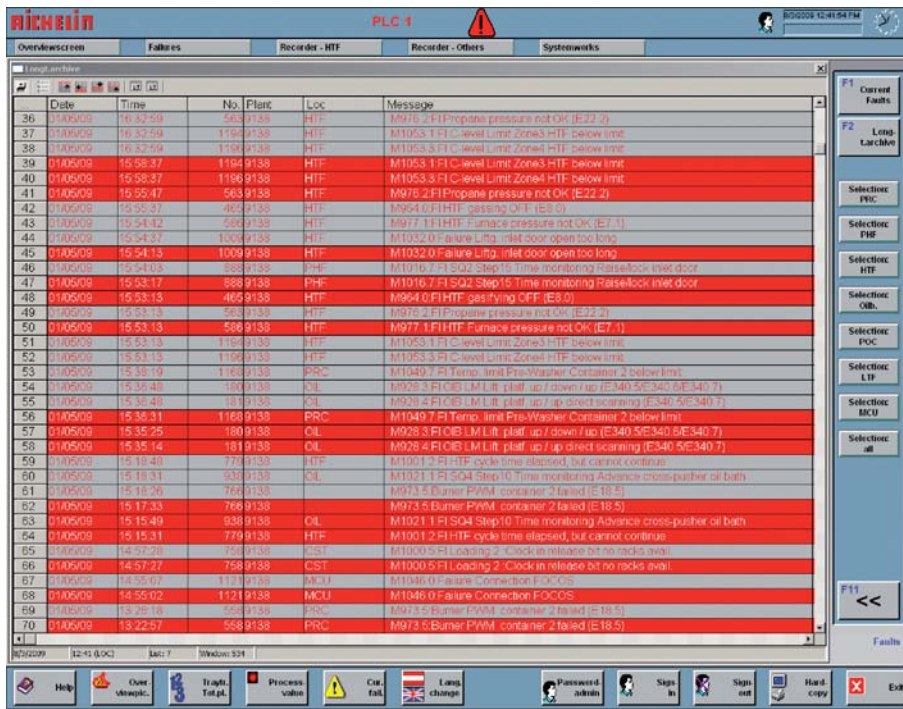 AICHELIN
PLC 1
8/3/2009 12:41:54 PM
Overviewscreen Failures Recorder - HTF Recorder - Others Systemworks
Longt.archive
Date Time No. Plant Loc Message
36 01/05/09 16:32:59 563 9138 HTF M976.2:FI Propane pressure not OK (E22.2)
37 01/05/09 16:32:59 1194 9138 HTF M1053.1:FI C-level Limit Zone3 HTF below limit
38 01/05/09 16:32:59 1196 9138 HTF M1053.3:FI C-level Limit Zone4 HTF below limit
39 01/05/09 15:58:37 1194 9138 HTF M1053.1:FI C-level Limit Zone3 HTF below limit
40 01/05/09 15:58:37 1196 9138 HTF M1053.3:FI C-level Limit Zone4 HTF below limit
41 01/05/09 15:55:47 563 9138 HTF M976.2:FI Propane pressure not OK (E22.2)
42 01/05/09 15:55:37 465 9138 HTF M964.0:FI HTF gassing OFF (E8.0)
43 01/05/09 15:54:42 586 9138 HTF M977.1:FI HTF Furnace pressure not OK (E7.1)
44 01/05/09 15:54:37 1009 9138 HTF M1032.0:Failure Liftg. inlet door open too long
45 01/05/09 15:54:13 1009 9138 HTF M1032.0:Failure Liftg. inlet door open too long
46 01/05/09 15:54:03 888 9138 PHF M1016.7:FI SQ2 Step15 Time monitoring Raise/lock inlet door
47 01/05/09 15:53:17 888 9138 PHF M1016.7:FI SQ2 Step15 Time monitoring Raise/lock inlet door
48 01/05/09 15:53:13 465 9138 HTF M964.0:FI HTF gasifying OFF (E8.0)
49 01/05/09 15:53:13 563 9138 HTF M976.2:FI Propane pressure not OK (E22.2)
50 01/05/09 15:53:13 586 9138 HTF M977.1:FI HTF Furnace pressure not OK (E7.1)
51 01/05/09 15:53:13 1194 9138 HTF M1053.1:FI C-level Limit Zone3 HTF below limit
52 01/05/09 15:53:13 1196 9138 HTF M1053.3:FI C-level Limit Zone4 HTF below limit
53 01/05/09 15:38:19 1168 9138 PRC M1049.7:FI Temp. limit Pre-Washer Container 2 below limit
54 01/05/09 15:36:48 180 9138 OIL M928.3:FI OIB LM Lift. platf. up / down / up (E340.5/E340.6/E340.7)
55 01/05/09 15:36:48 181 9138 OIL M928.4:FI OIB LM Lift. platf. up / up direct scanning (E340.5/E340.7)
56 01/05/09 15:36:31 1168 9138 PRC M1049.7:FI Temp. limit Pre-Washer Container 2 below limit
57 01/05/09 15:35:25 180 9138 OIL M928.3:FI OIB LM Lift. platf. up / down / up (E340.5/E340.6/E340.7)
58 01/05/09 15:35:14 181 9138 OIL M928.4:FI OIB LM Lift. platf. up / up direct scanning (E340.5/E340.7)
59 01/05/09 15:18:40 779 9138 HTF M1001.2:FI HTF cycle time elapsed, but cannot continue
60 01/05/09 15:18:31 938 9138 OIL M1021.1:FI SQ4 Step10 Time monitoring Advance cross-pusher oil bath
61 01/05/09 15:18:26 766 9138 M973.5:Burner PWM container 2 failed (E18.5)
62 01/05/09 15:17:33 766 9138 M973.5:Burner PWM container 2 failed (E18.5)
63 01/05/09 15:15:49 938 9138 OIL M1021.1:FI SQ4 Step10 Time monitoring Advance cross-pusher oil bath
64 01/05/09 15:15:31 779 9138 HTF M1001.2:FI HTF cycle time elapsed, but cannot continue
65 01/05/09 14:57:28 758 9138 CST M1000.5:FI Loading 2 :Clock in release bit no racks avail.
66 01/05/09 14:57:27 758 9138 CST M1000.5:FI Loading 2 :Clock in release bit no racks avail.
67 01/05/09 14:55:07 1121 9138 MCU M1046.0:Failure Connection FOCOS
68 01/05/09 14:55:02 1121 9138 MCU M1046.0:Failure Connection FOCOS
69 01/05/09 13:26:18 558 9138 PRC M973.5:Burner PWM container 2 failed (E18.5)
70 01/05/09 13:22:57 558 9138 PRC M973.5:Burner PWM container 2 failed (E18.5)
8/3/2009 12:41 (LOC) List: 7 Window: 534
F1 Current
Faults
F2 Long-
t.archive
Selection:
PRC
Selection:
PHF
Selection:
HTF
Selection:
Oilb.
Selection:
POC
Selection:
LTF
Selection:
MCU
Selection:
all
F11
<<
Faults
Help
Over-
viewpic.
Traytr.
Tot.pl.
Process-
value
Cur.
fail.
Lang.
change
Password-
admin
Sign-
in
Sign-
out
Hard-
copy
Exit